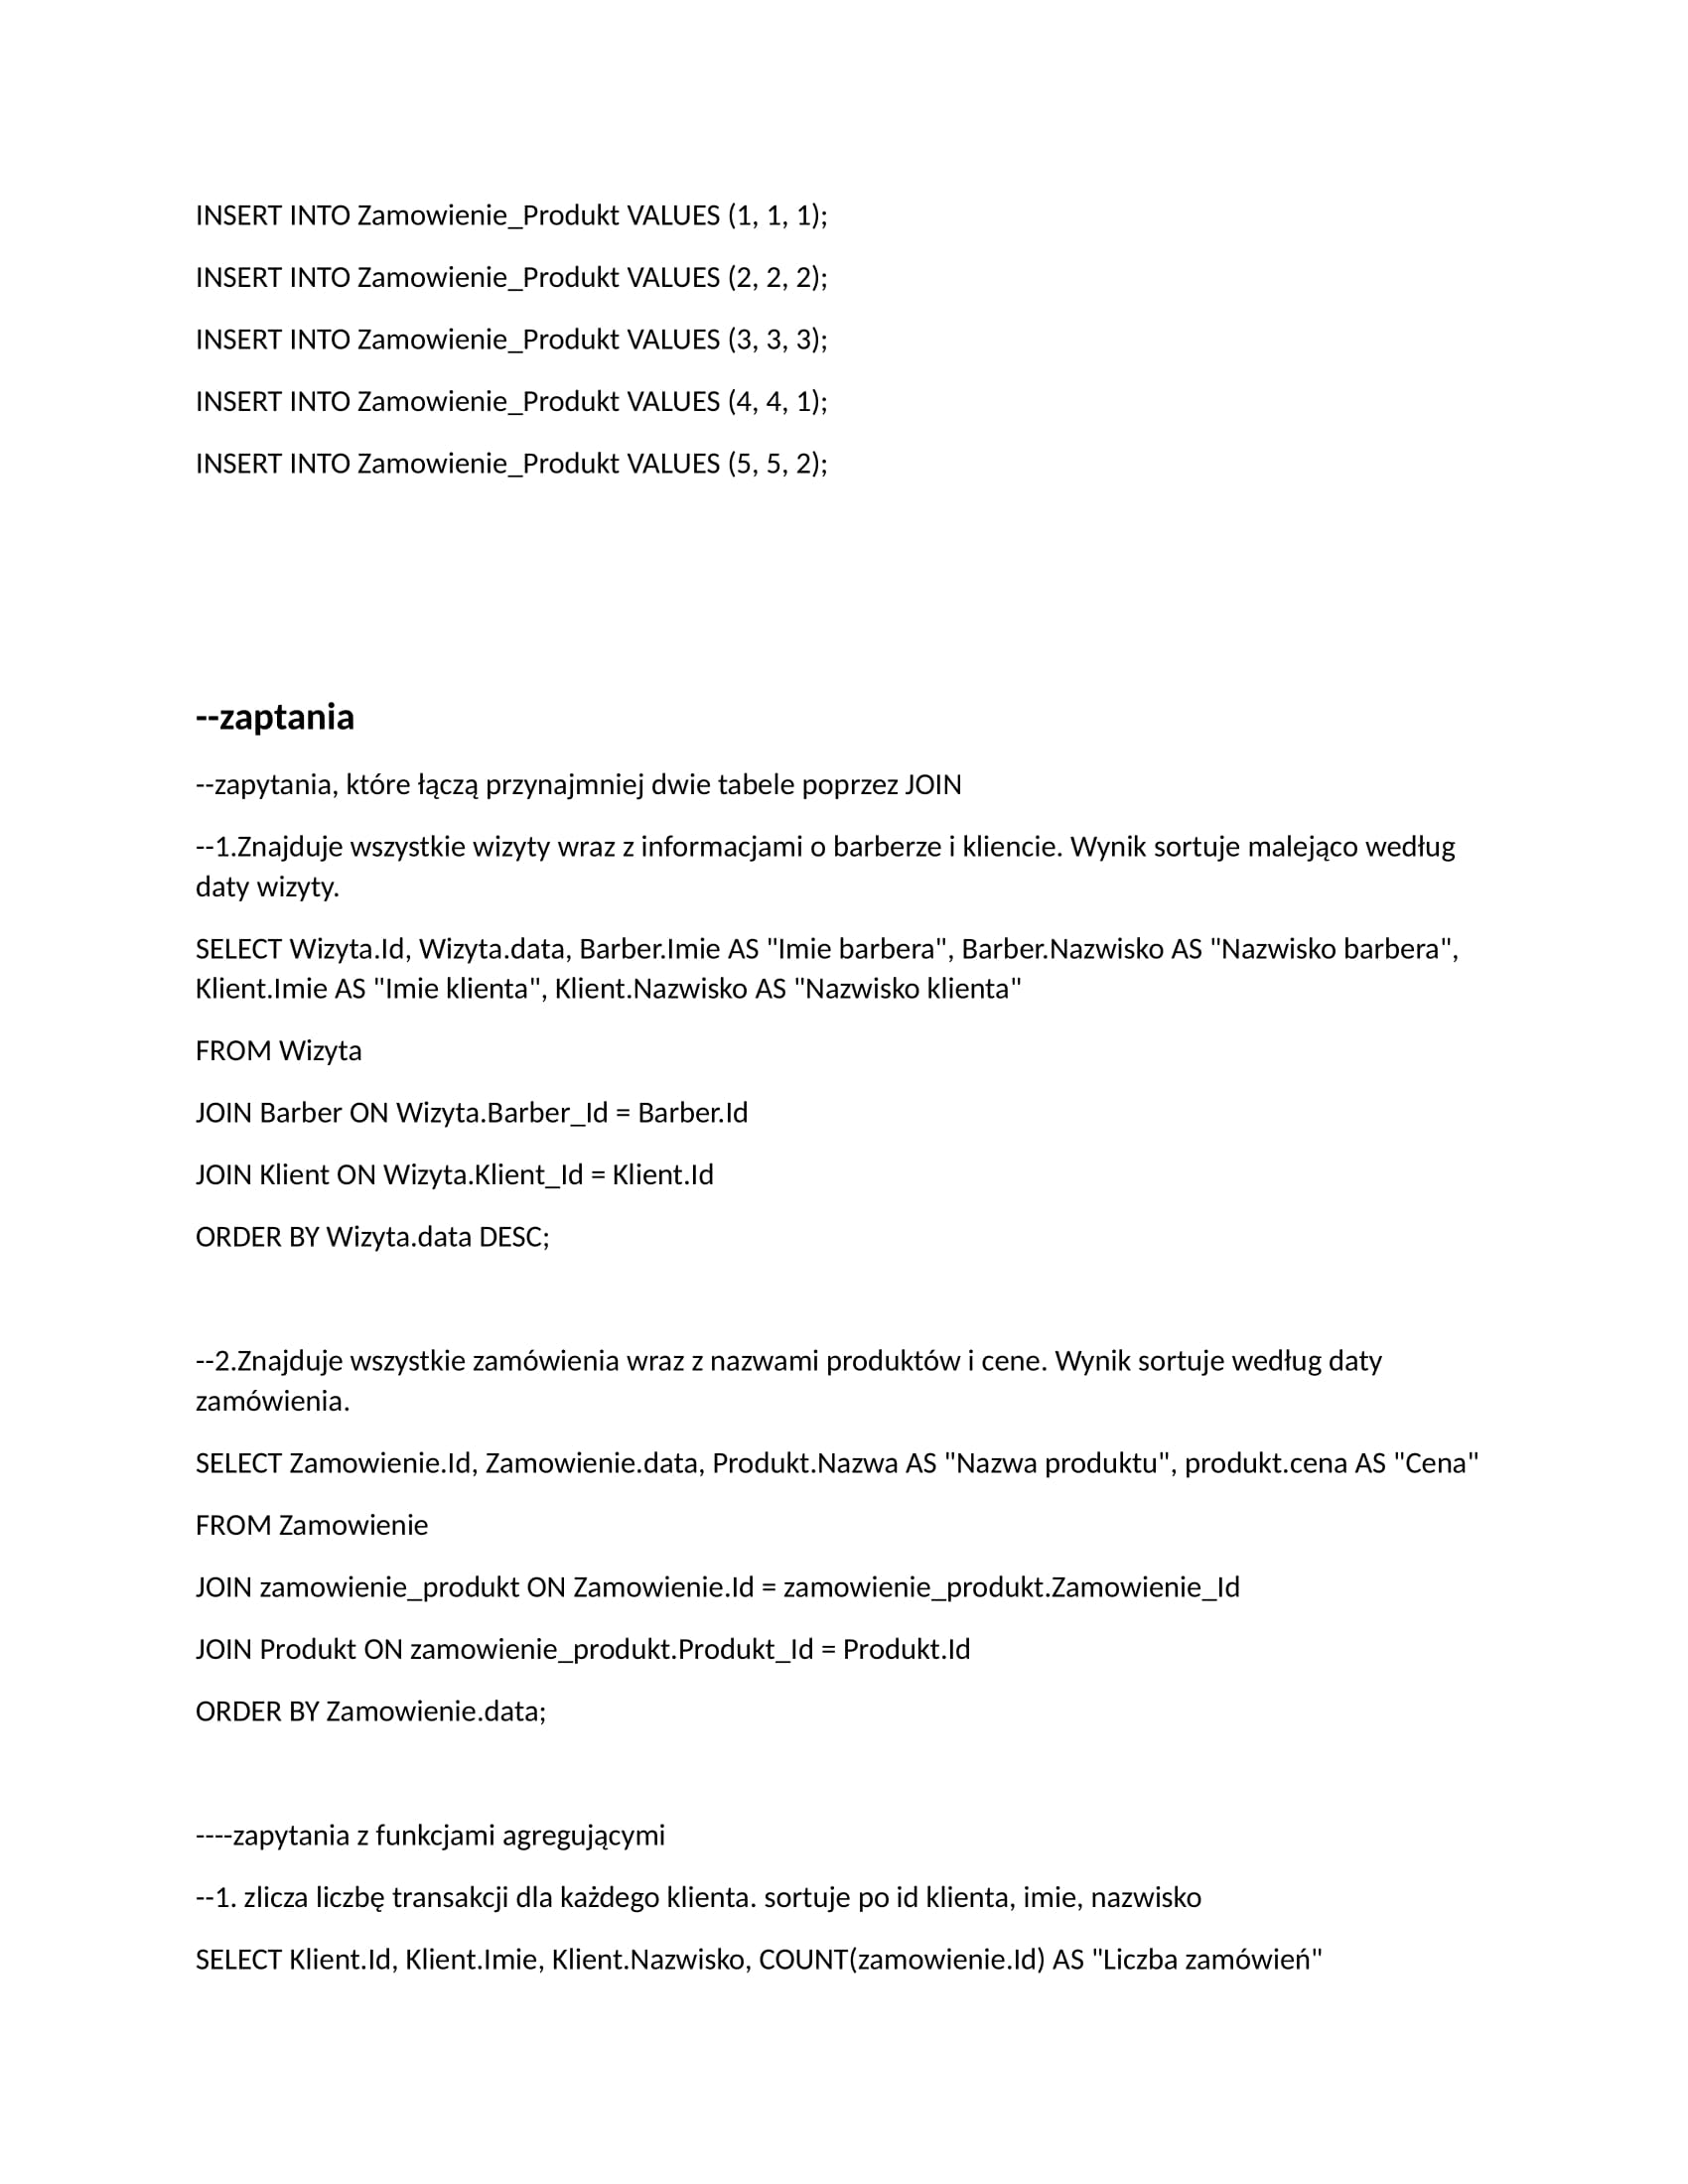 INSERT INTO Zamowienie_Produkt VALUES (1, 1, 1);
INSERT INTO Zamowienie_Produkt VALUES (2, 2, 2);
INSERT INTO Zamowienie_Produkt VALUES (3, 3, 3);
INSERT INTO Zamowienie_Produkt VALUES (4, 4, 1);
INSERT INTO Zamowienie_Produkt VALUES (5, 5, 2);
--zaptania
--zapytania, które łączą przynajmniej dwie tabele poprzez JOIN
--1.Znajduje wszystkie wizyty wraz z informacjami o barberze i kliencie. Wynik sortuje malejąco według
daty wizyty.
SELECT Wizyta.Id, Wizyta.data, Barber.Imie AS "Imie barbera", Barber.Nazwisko AS "Nazwisko barbera",
Klient.Imie AS "Imie klienta", Klient.Nazwisko AS "Nazwisko klienta"
FROM Wizyta
JOIN Barber ON Wizyta.Barber_Id = Barber.Id
JOIN Klient ON Wizyta.Klient_Id = Klient.Id
ORDER BY Wizyta.data DESC;
--2.Znajduje wszystkie zamówienia wraz z nazwami produktów i cene. Wynik sortuje według daty
zamówienia.
SELECT Zamowienie.Id, Zamowienie.data, Produkt.Nazwa AS "Nazwa produktu", produkt.cena AS "Cena"
FROM Zamowienie
JOIN zamowienie_produkt ON Zamowienie.Id = zamowienie_produkt.Zamowienie_Id
JOIN Produkt ON zamowienie_produkt.Produkt_Id = Produkt.Id
ORDER BY Zamowienie.data;
----zapytania z funkcjami agregującymi
--1. zlicza liczbę transakcji dla każdego klienta. sortuje po id klienta, imie, nazwisko
SELECT Klient.Id, Klient.Imie, Klient.Nazwisko, COUNT(zamowienie.Id) AS "Liczba zamówień"